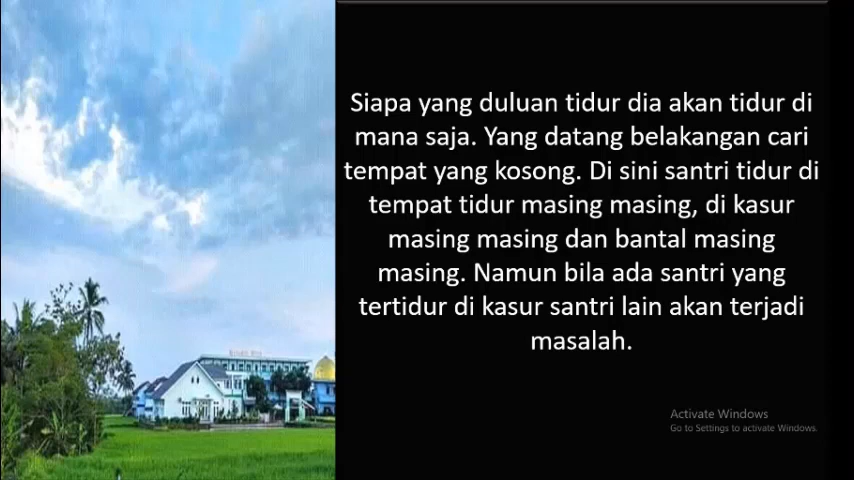 Siapa yang duluan tidur dia akan tidur di
mana saja. Yang datang belakangan cari
tempat yang kosong. Di sini santri tidur di
tempat tidur masing masing, di kasur
masing masing dan bantal masing
masing. Namun bila ada santri yang
tertidur di kasur santri lain akan terjadi
masalah.
Activate Windows
Go to Settings to activate Windows.